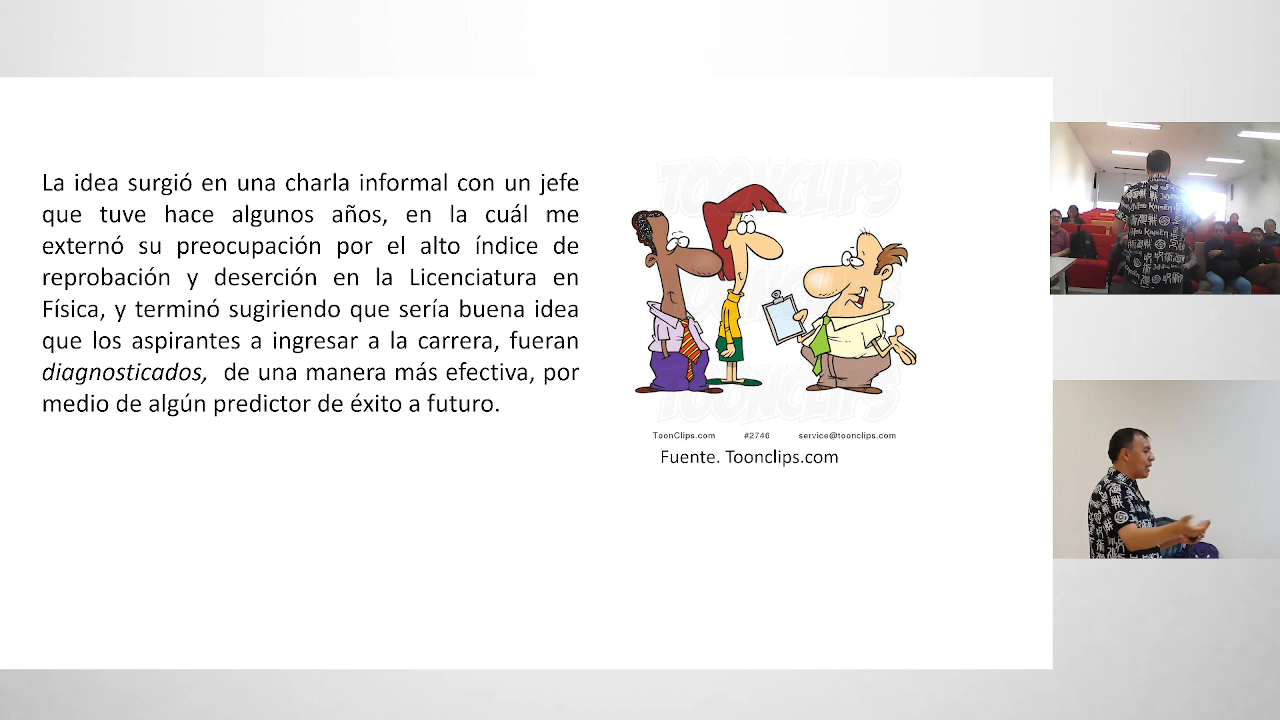 La idea surgió en una charla informal con un jefe
que tuve hace algunos años, en la cuál me
externó su preocupación por el alto índice de
reprobación y deserción en la Licenciatura en
Física, y terminó sugiriendo que sería buena idea
que los aspirantes a ingresar a la carrera, fueran
diagnosticados, de una manera más efectiva, por
medio de algún predictor de éxito a futuro.
TOONCLIPS
TOONCLIPS
ToonClips.com #2746 service@toonclips.com
Fuente. Toonclips.com